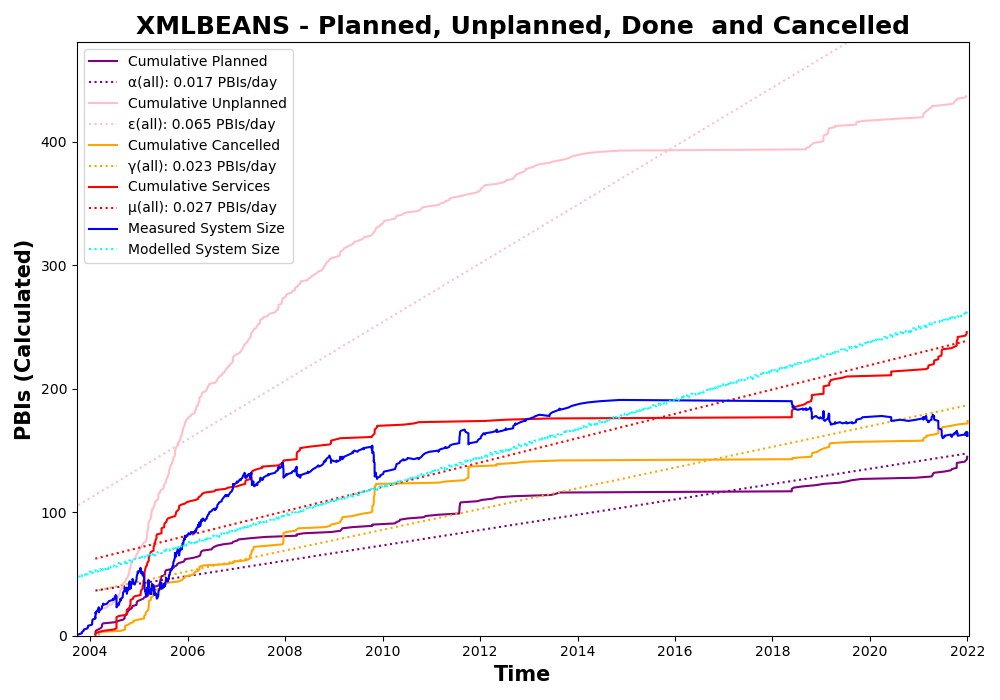 XMLBEANS - Planned, Unplanned, Done  and Cancelled
Cumulative Planned
α(all): 0.017 PBIs/day
Cumulative Unplanned
ε(all): 0.065 PBIs/day
Cumulative Cancelled
γ(all): 0.023 PBIs/day
Cumulative Services
μ(all): 0.027 PBIs/day
Measured System Size
Modelled System Size
PBIs (Calculated)
400
300
200
100
0
2004 2006 2008 2010 2012 2014 2016 2018 2020 2022
Time